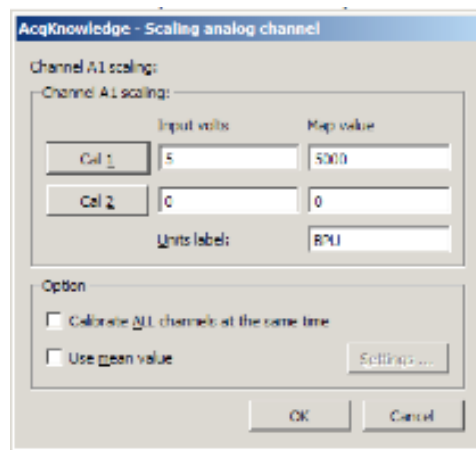 AcqKnowledge - Scaling analog channel
Channel A1 scaling:
Channel A1 scaling:
Input volts Map value
Cal 1 5 5000
Cal 2 0 0
Units label: BPU
Option
Calibrate ALL channels at the same time
Use mean value Settings ...
OK Cancel